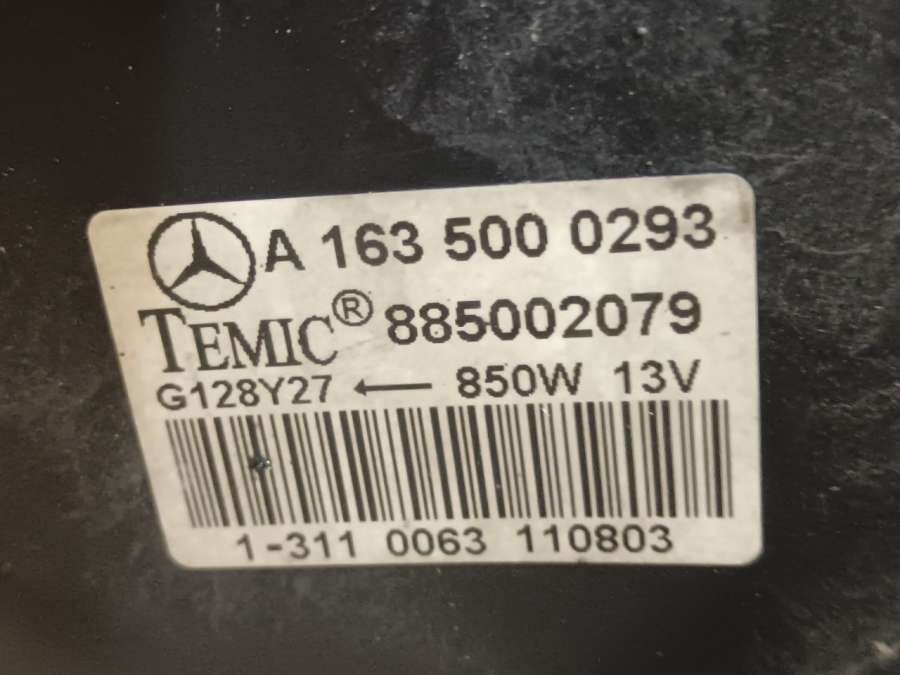 A 163 500 0293
TEMIC® 885002079
G128Y27 ← 850W 13V
1-311 0063 110803